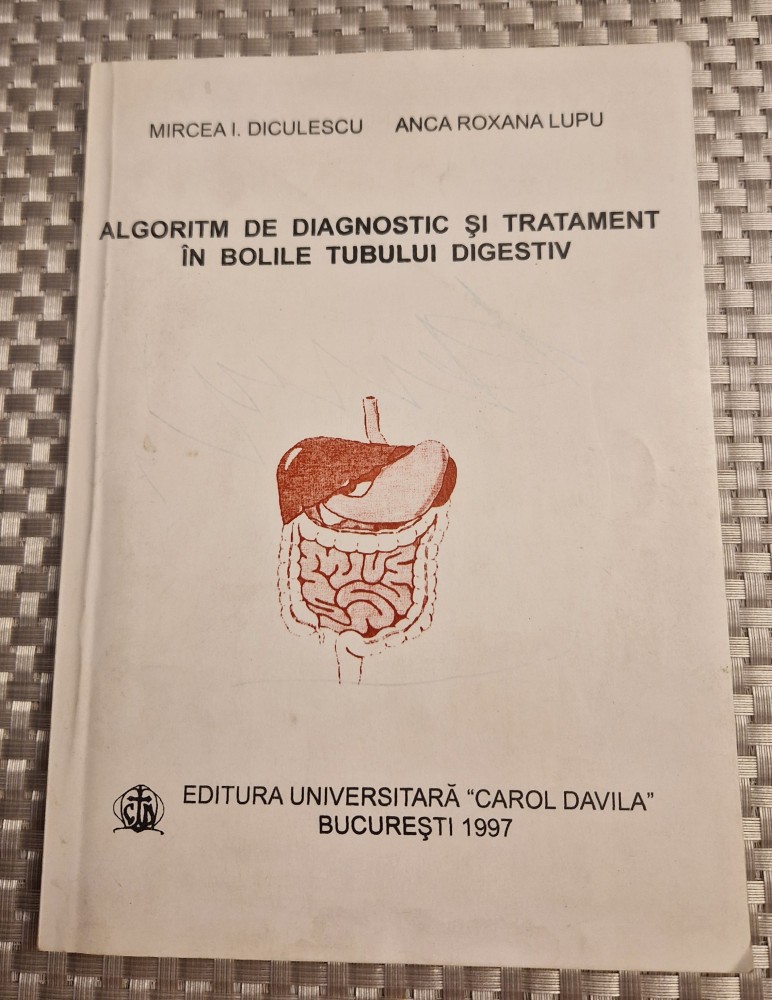 MIRCEA I. DICULESCU ANCA ROXANA LUPU
ALGORITM DE DIAGNOSTIC ŞI TRATAMENT
ÎN BOLILE TUBULUI DIGESTIV
EDITURA UNIVERSITARĂ “CAROL DAVILA”
BUCUREŞTI 1997